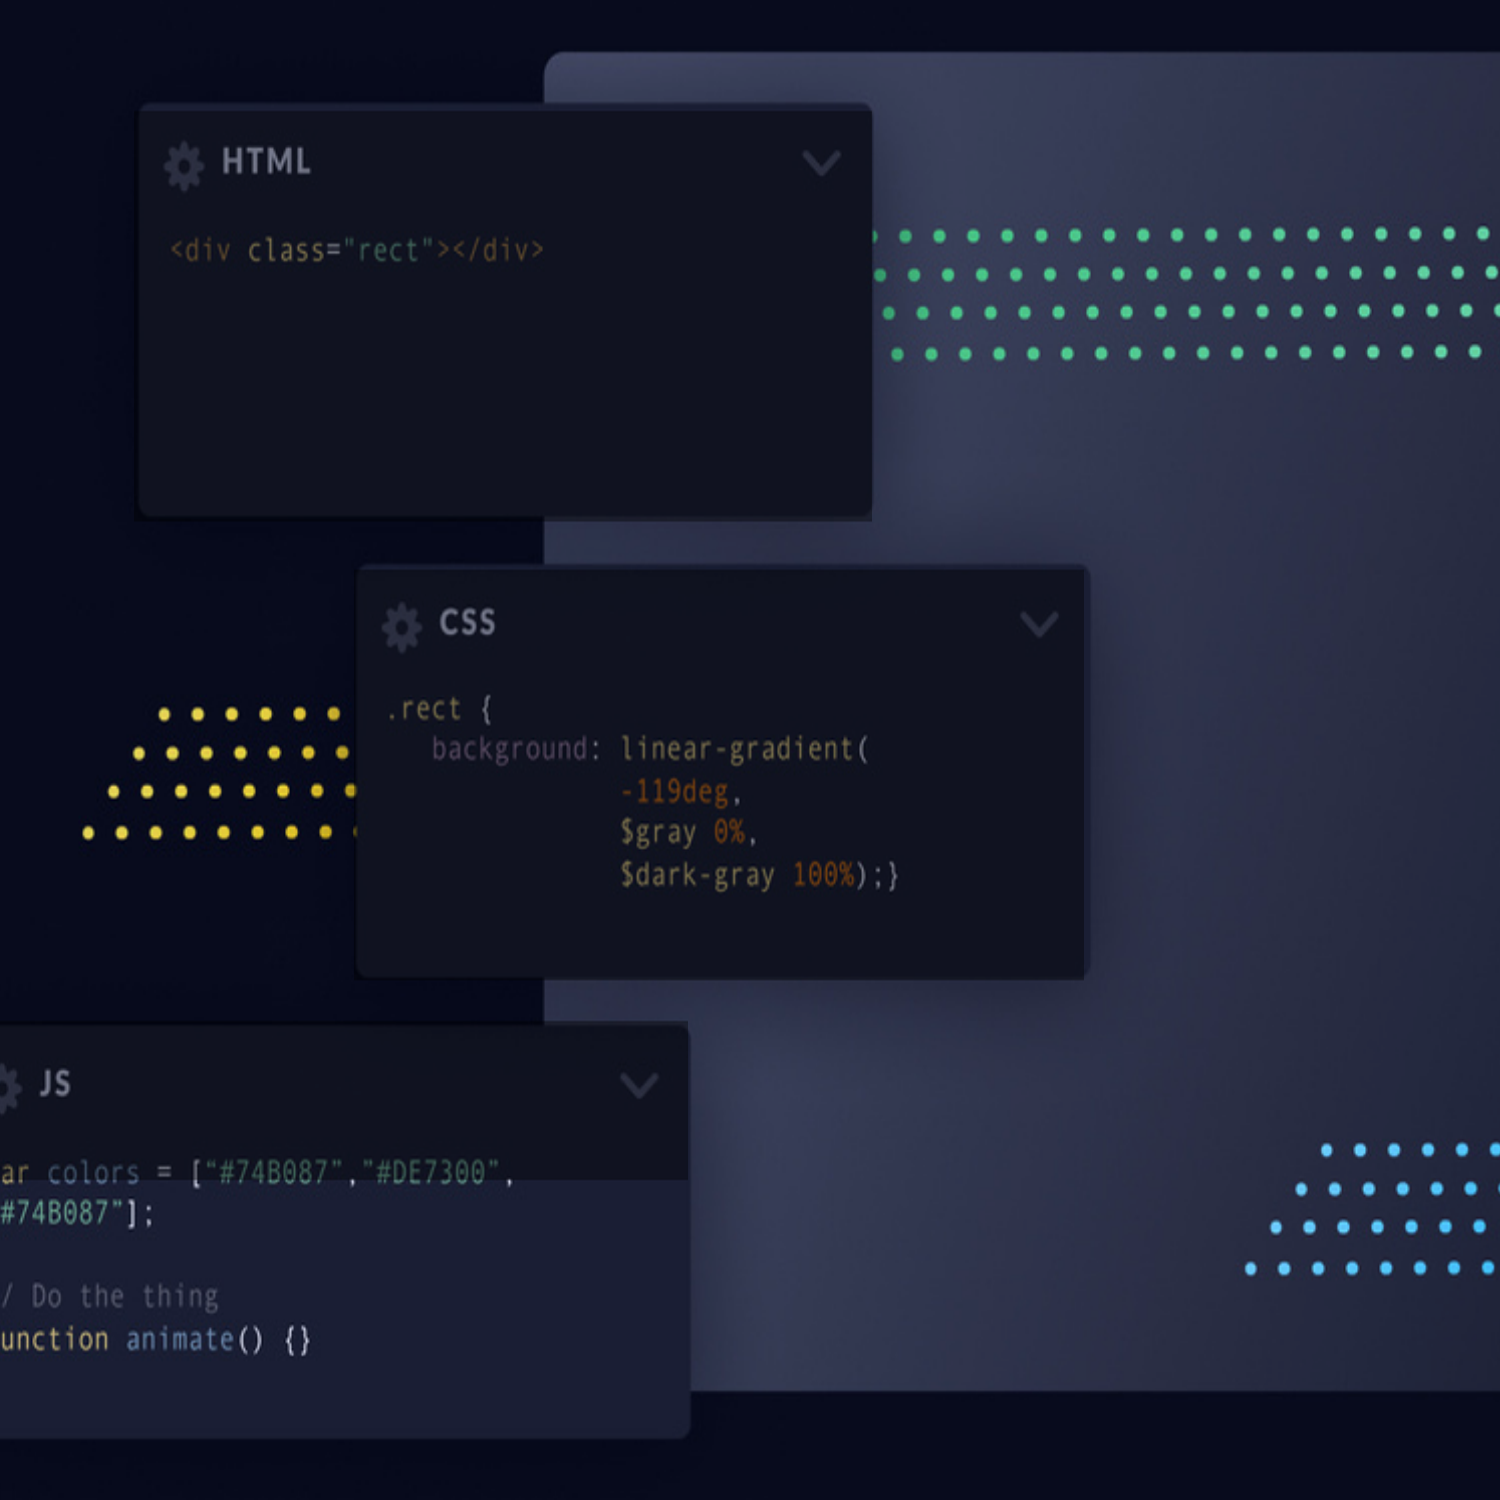 HTML
<div class="rect"></div>
CSS
.rect {
background: linear-gradient(
-119deg,
$gray 0%,
$dark-gray 100%);}
JS
ar colors = ["#74B087","#DE7300",
#74B087"];
/ Do the thing
unction animate() {}